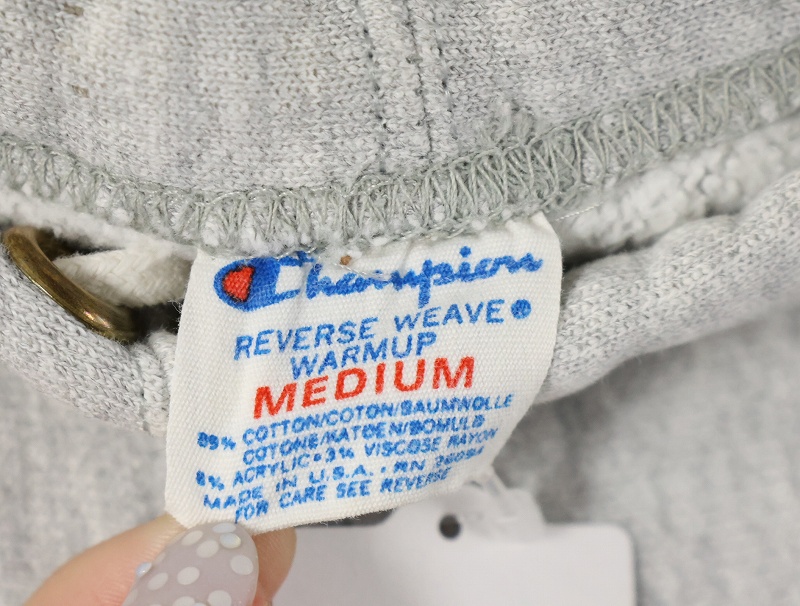 Champion
REVERSE WEAVE®
WARMUP
MEDIUM
89% COTTON/COTON/BAUMWOLLE
COTONE/KATOEN/BOMULD
8% ACRYLIC•3% VISCOSE RAYON
MADE IN U.S.A. • RN 26094
FOR CARE SEE REVERSE